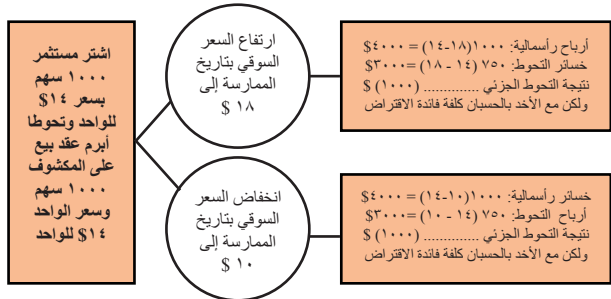 اشتر مستثمر
١٠٠٠ سهم
بسعر ١٤$
للواحد وتحوطا
أبرم عقد بيع
على المكشوف
١٠٠٠ سهم
وسعر الواحد
١٤$ للواحد
ارتفاع السعر
السوقي بتاريخ
الممارسة إلى
١٨ $
أرباح رأسمالية: ١٠٠٠(١٨-١٤) = ٤٠٠٠$
خسائر التحوط: ٧٥٠ (١٤ - ١٨) =٣٠٠٠$
نتيجة التحوط الجزئي .............. (١٠٠٠) $
ولكن مع الأخد بالحسبان كلفة فائدة الاقتراض
انخفاض السعر
السوقي بتاريخ
الممارسة إلى
١٠ $
خسائر رأسمالية: ١٠٠٠(١٠-١٤) = ٤٠٠٠$
أرباح التحوط: ٧٥٠ (١٤ - ١٠) =٣٠٠٠$
نتيجة التحوط الجزئي .............. (١٠٠٠) $
ولكن مع الأخد بالحسبان كلفة فائدة الاقتراض